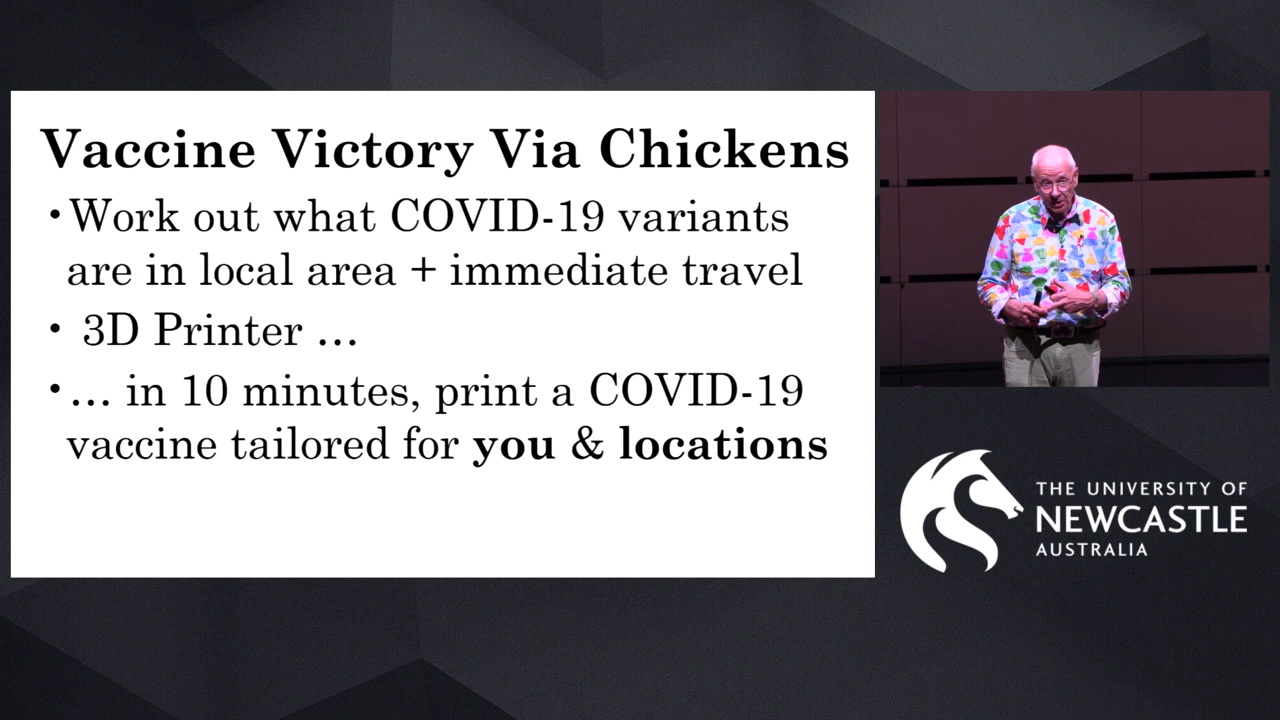 Vaccine Victory Via Chickens
• Work out what COVID-19 variants
are in local area + immediate travel
• 3D Printer …
• … in 10 minutes, print a COVID-19
vaccine tailored for you & locations
THE UNIVERSITY OF
NEWCASTLE
AUSTRALIA